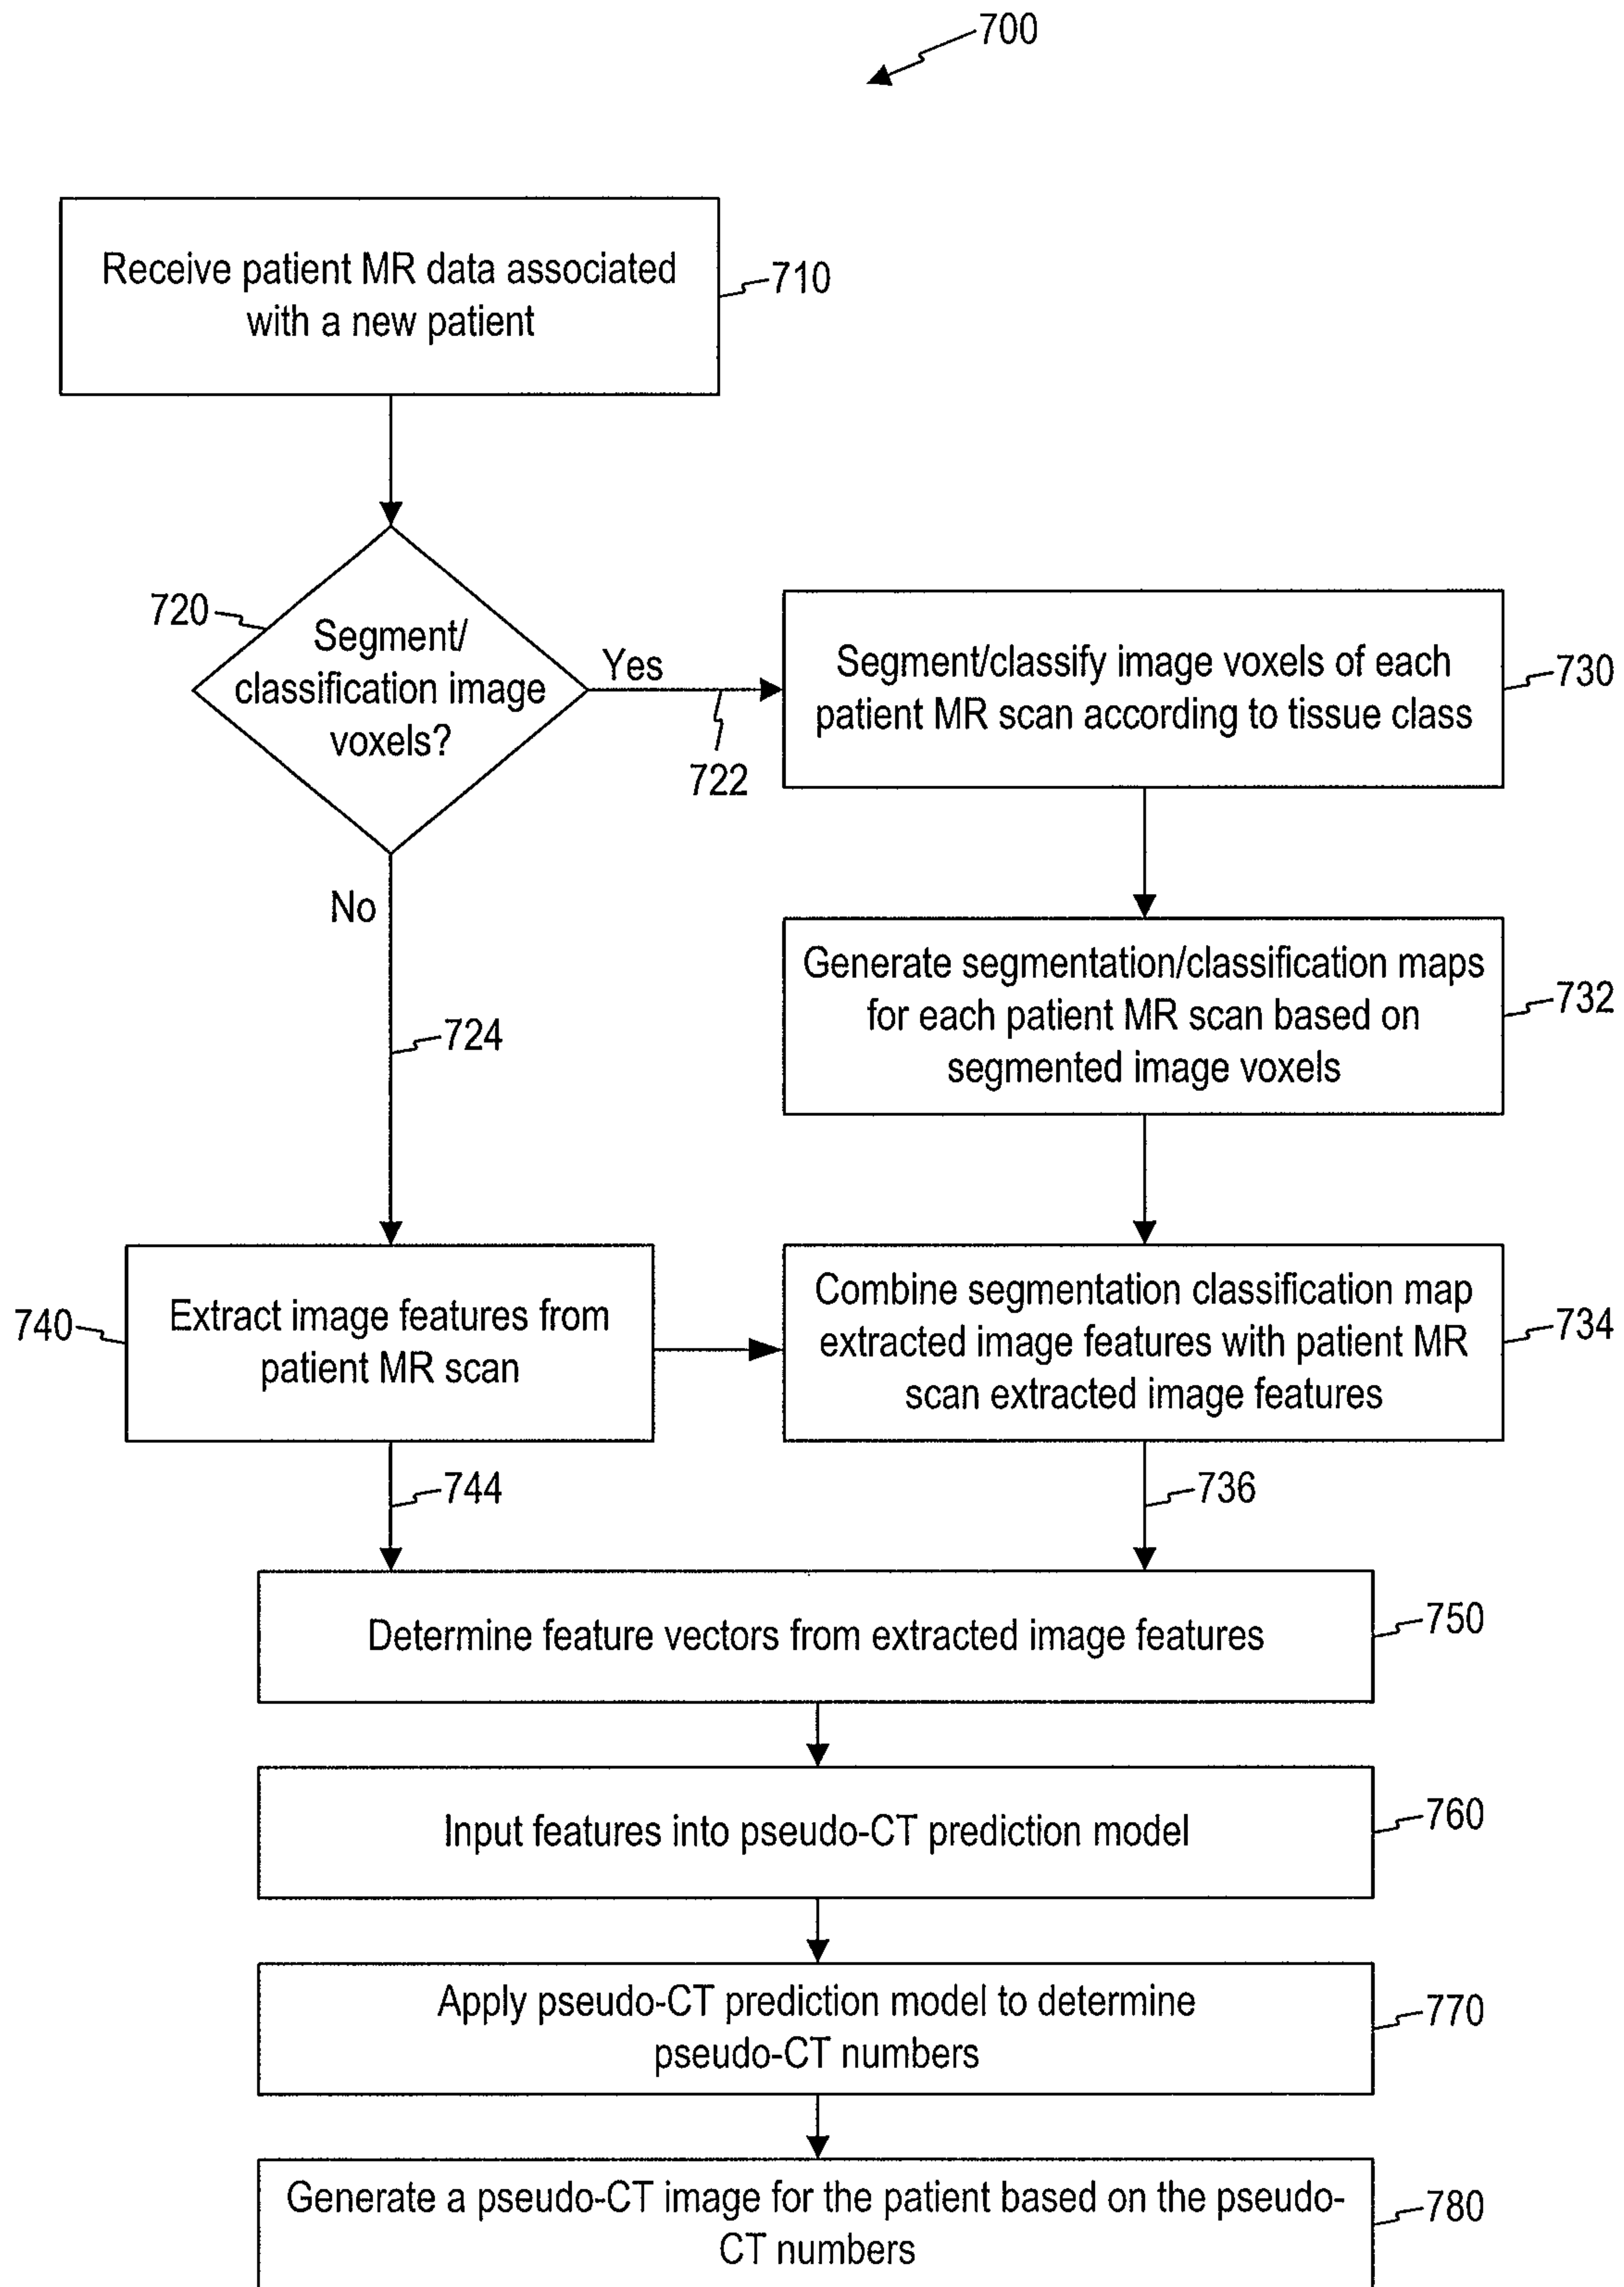 700
Receive patient MR data associated
with a new patient
710
720
Segment/
classification image
voxels?
Yes
722
Segment/classify image voxels of each
patient MR scan according to tissue class
730
No
724
Generate segmentation/classification maps
for each patient MR scan based on
segmented image voxels
732
740
Extract image features from
patient MR scan
Combine segmentation classification map
extracted image features with patient MR
scan extracted image features
734
744
736
Determine feature vectors from extracted image features
750
Input features into pseudo-CT prediction model
760
Apply pseudo-CT prediction model to determine
pseudo-CT numbers
770
Generate a pseudo-CT image for the patient based on the pseudo-
CT numbers
780